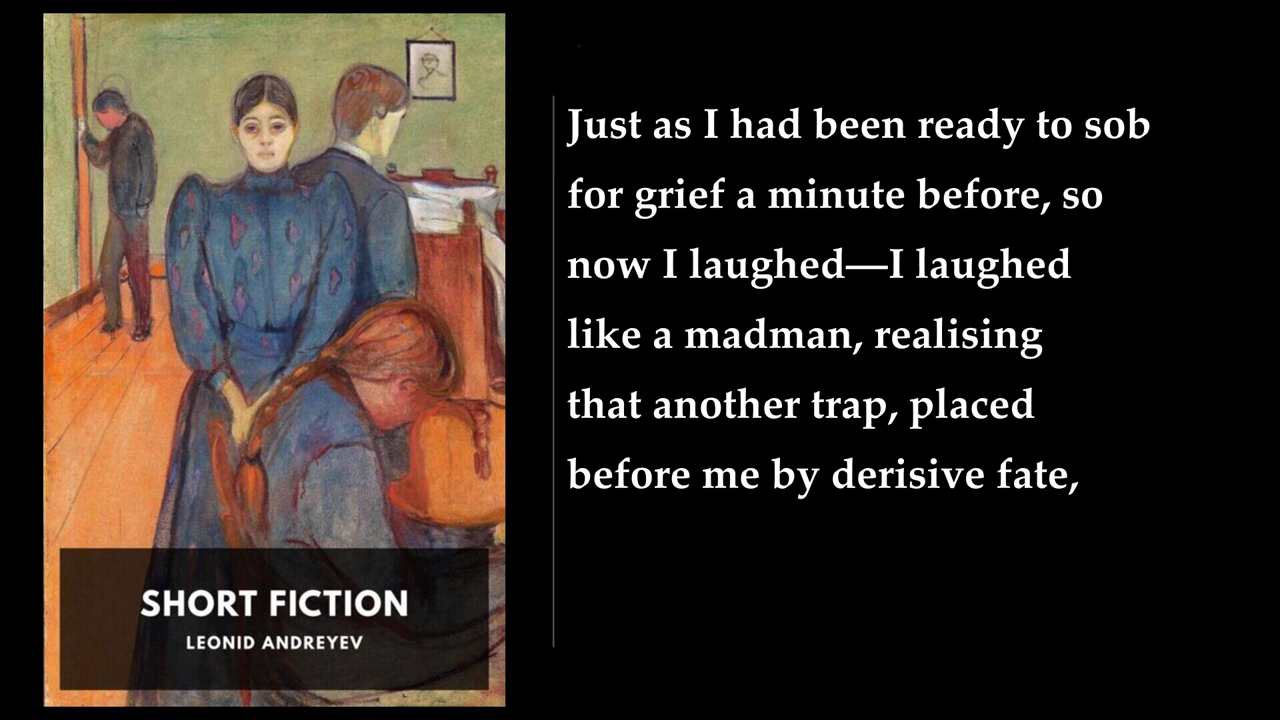 SHORT FICTION
LEONID ANDREYEV
Just as I had been ready to sob
for grief a minute before, so
now I laughed—I laughed
like a madman, realising
that another trap, placed
before me by derisive fate,